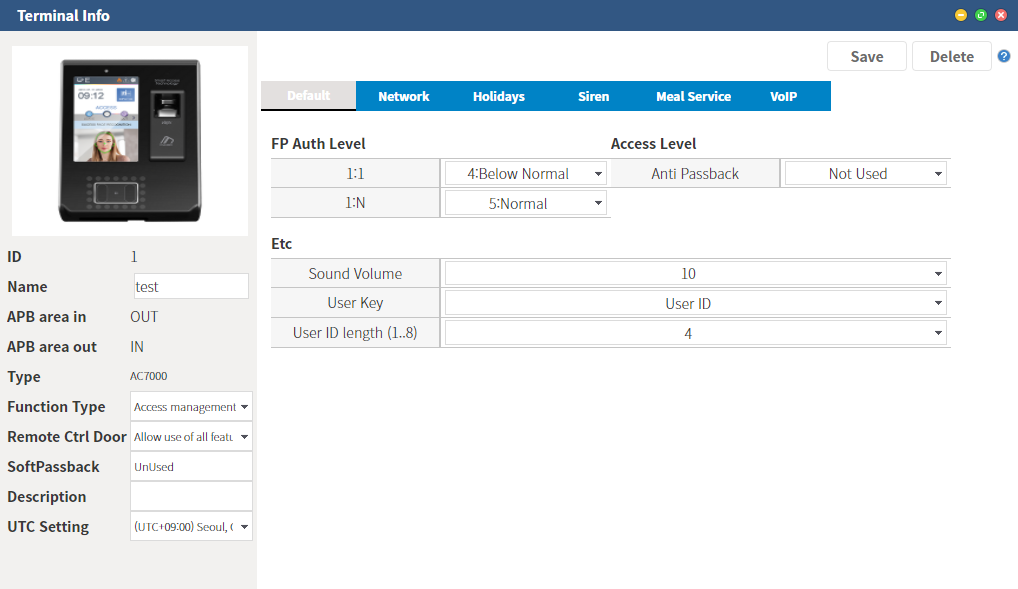 Terminal Info
Save
Delete
?
Default
Network
Holidays
Siren
Meal Service
VoIP
09:12
ACCESS
FP Auth Level
Access Level
1:1
4:Below Normal
Anti Passback
Not Used
1:N
5:Normal
Etc
Sound Volume
10
User Key
User ID
User ID length (1..8)
4
ID
1
Name
test
APB area in
OUT
APB area out
IN
Type
AC7000
Function Type
Access management
Remote Ctrl Door
Allow use of all featu
SoftPassback
UnUsed
Description
UTC Setting
(UTC+09:00) Seoul, (